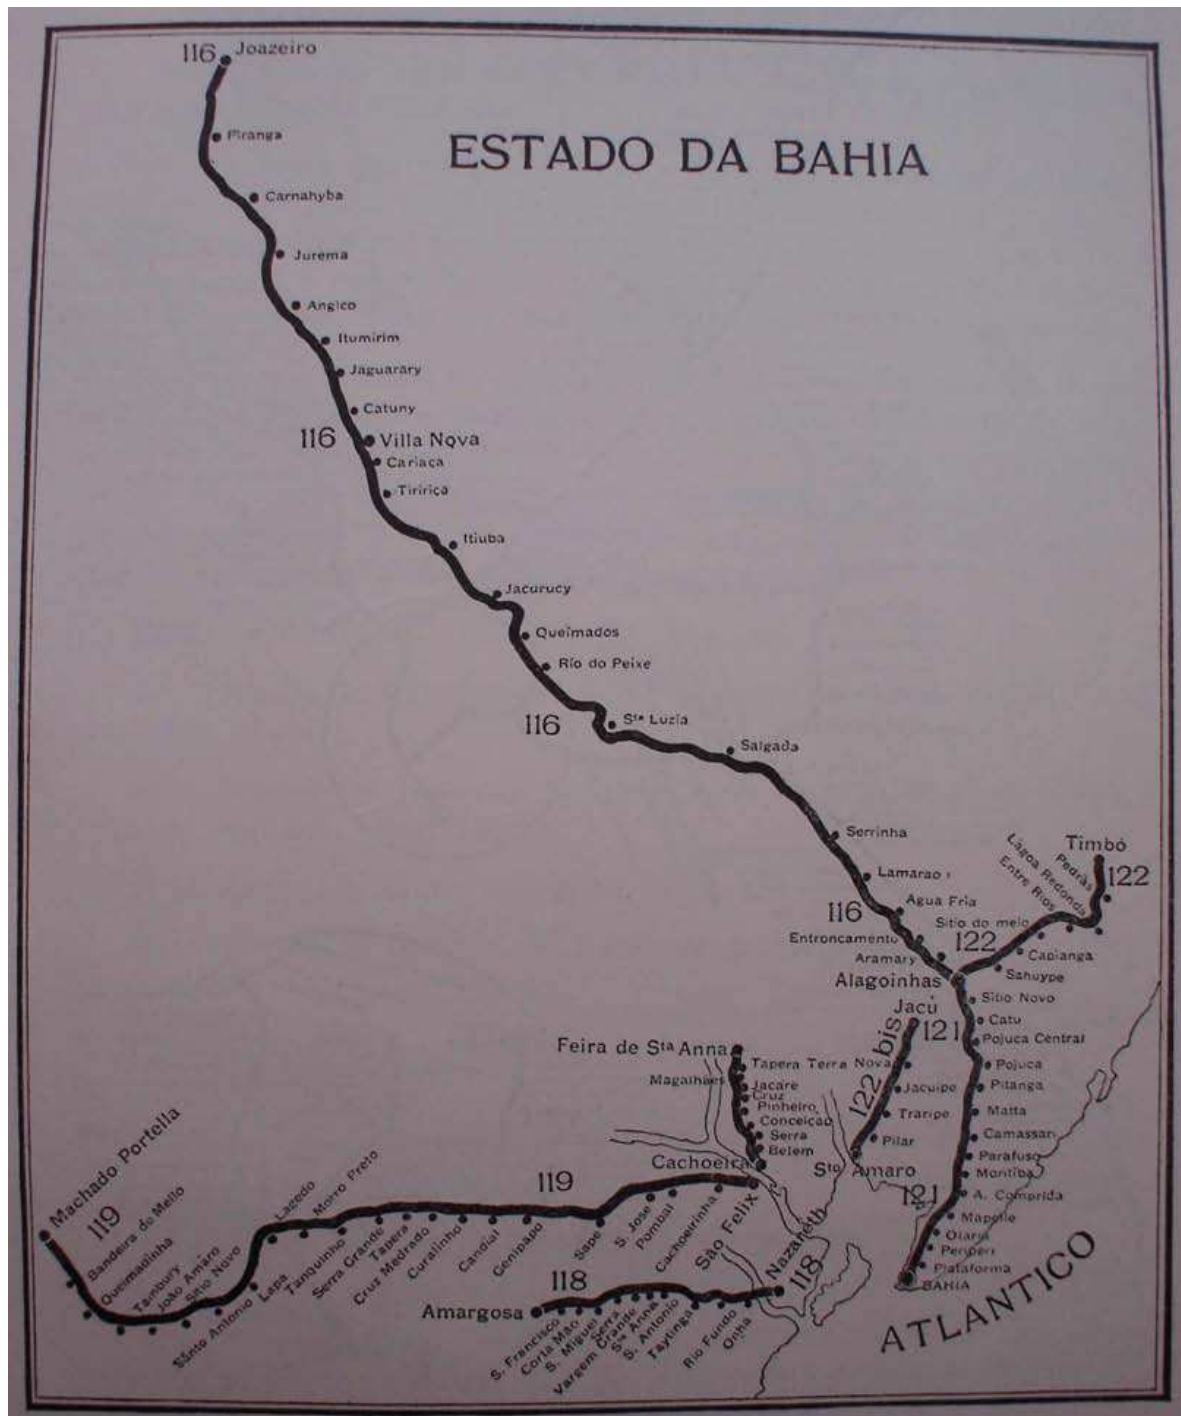 116 Joazeiro
ESTADO DA BAHIA
Piranga
Carnahyba
Jurema
Angico
Itumirim
Jaguarary
Catuny
116
Villa Nova
Cariaça
Tiririça
Itiuba
Jacurucy
Queimados
Rio do Peixe
116
Sta Luzia
Salgada
Serrinha
Lamarao
116
Agua Fria
Entroncamento
Aramary
Alagoinhas
Timbó
122
Pedras
Lagoa Redonda
Entre Rios
Sitio do meio
122
Capianga
Sahuype
Sitio Novo
Catu
121
Pojuca Central
Pojuca
Pitanga
Matta
Camassari
Parafuso
Moritiba
121
A. Comprida
Mapelle
Olaria
Periperi
Plataforma
BAHIA
Jacú
122 bis
Terra Nova
Jacuipe
Traripe
Pilar
Sto Amaro
Feira de Sta Anna
Tapera
Magalhães
Jacare
Cruz
Pinheiro
Conceição
Serra
Belem
Cachoeira
São Felix
119
Cachoeirinha
Pombal
S. José
Sape
Genipapo
Candial
Curalinho
Cruz Medrado
Tapera
Serra Grande
Tanquinho
Morro Preto
Lagedo
Lapa
Santo Antonio
Sitio Novo
João Amaro
Tambury
Queimadinha
Bandeira de Mello
119
Machado Portella
Amargosa
118
S. Francisco
Corta Mão
S. Miguel
Serra
Vargem Grande
Sta Anna
S. Antonio
Taytinga
Rio Fundo
Onha
Nazareth
118
ATLANTICO